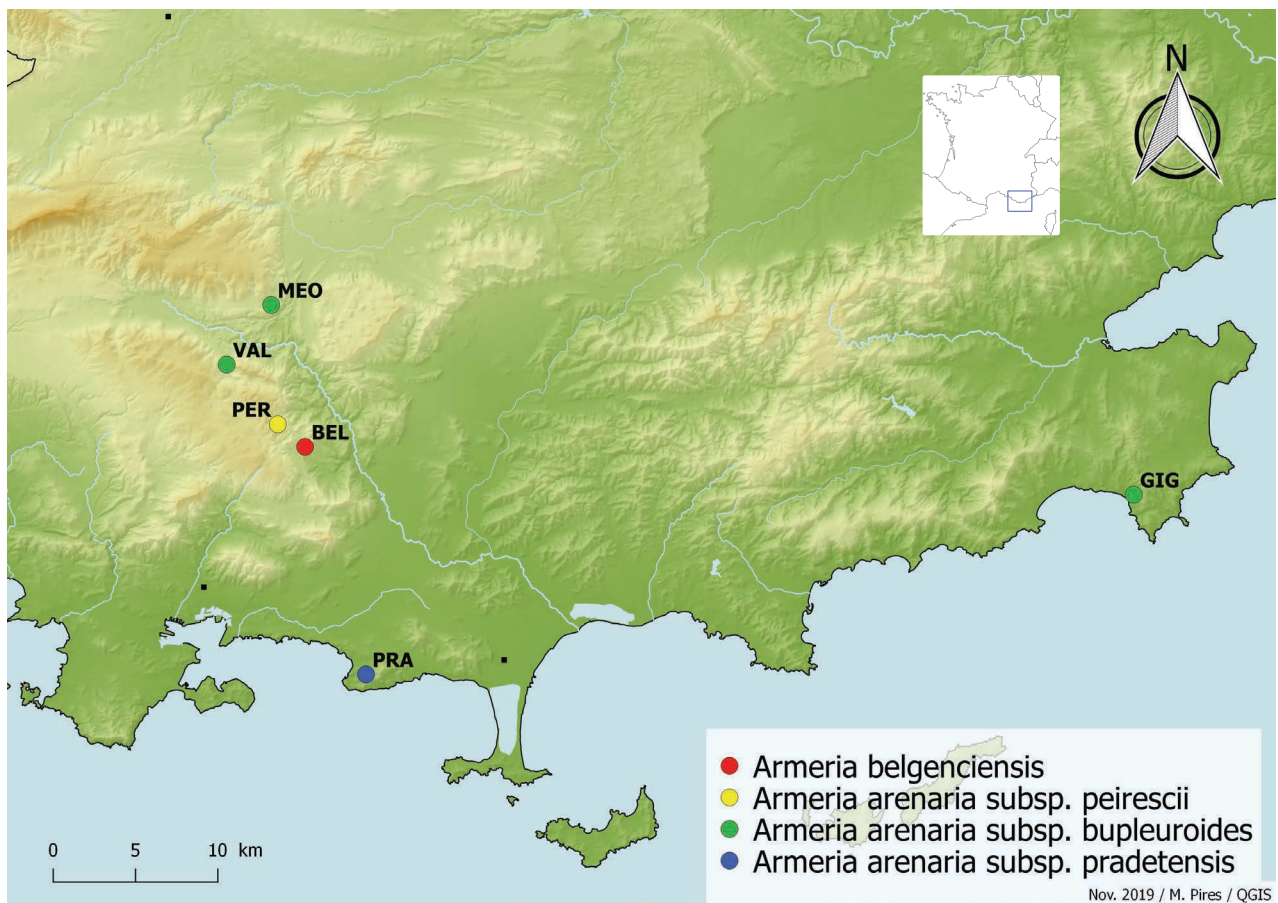 N
MEO
VAL
PER
BEL
GIG
PRA
Armeria belgenciensis
Armeria arenaria subsp. peirescii
Armeria arenaria subsp. bupleuroides
Armeria arenaria subsp. pradetensis
0 5 10 km
Nov. 2019 / M. Pires / QGIS